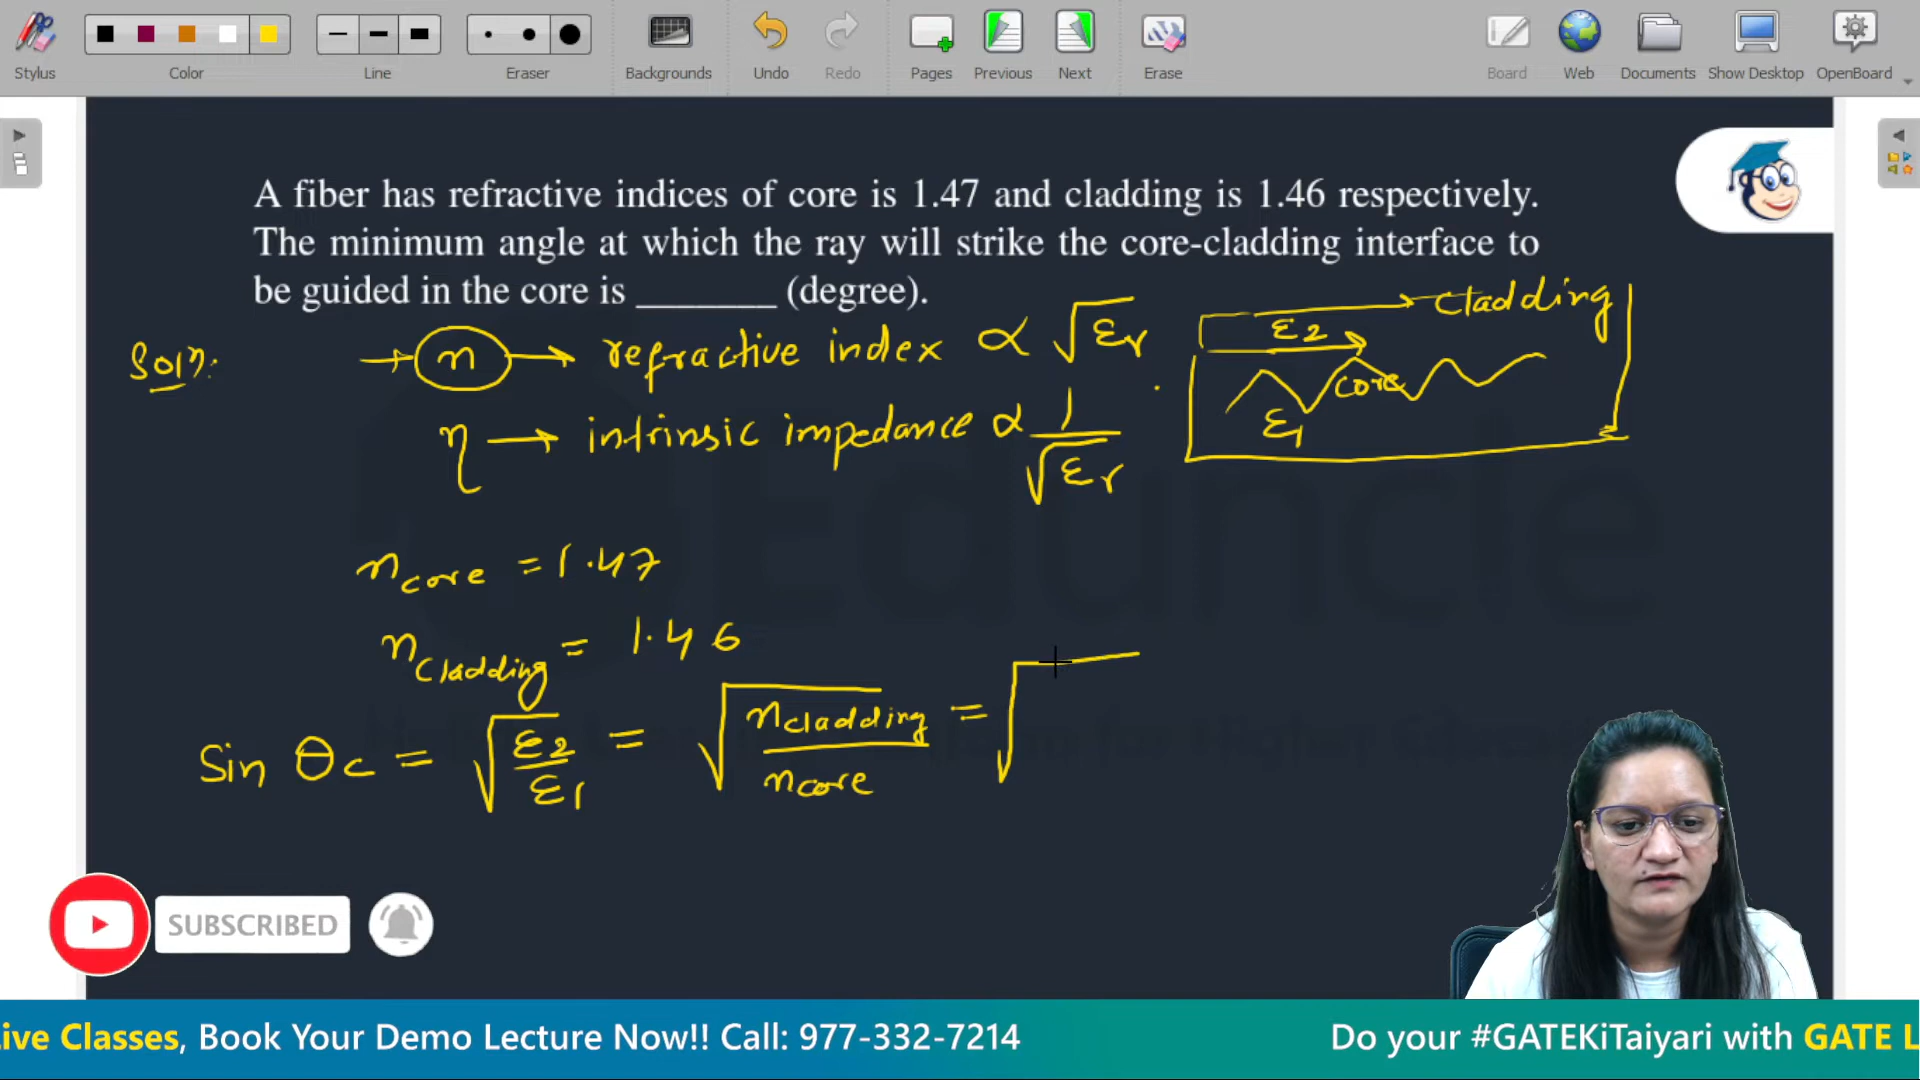 Stylus Color Line Eraser Backgrounds Undo Redo Pages Previous Next Erase Board Web Documents Show Desktop OpenBoard
A fiber has refractive indices of core is 1.47 and cladding is 1.46 respectively.
The minimum angle at which the ray will strike the core-cladding interface to
be guided in the core is _______ (degree).
Soln: → n → refractive index ∝ √εr
η → intrinsic impedance ∝ 1/√εr
cladding
ε2
core
ε1
ncore = 1.47
ncladding = 1.46
Sin θc = √ε2/ε1 = √ncladding/ncore = √
SUBSCRIBED
ive Classes, Book Your Demo Lecture Now!! Call: 977-332-7214 Do your #GATEKiTaiyari with GATE L